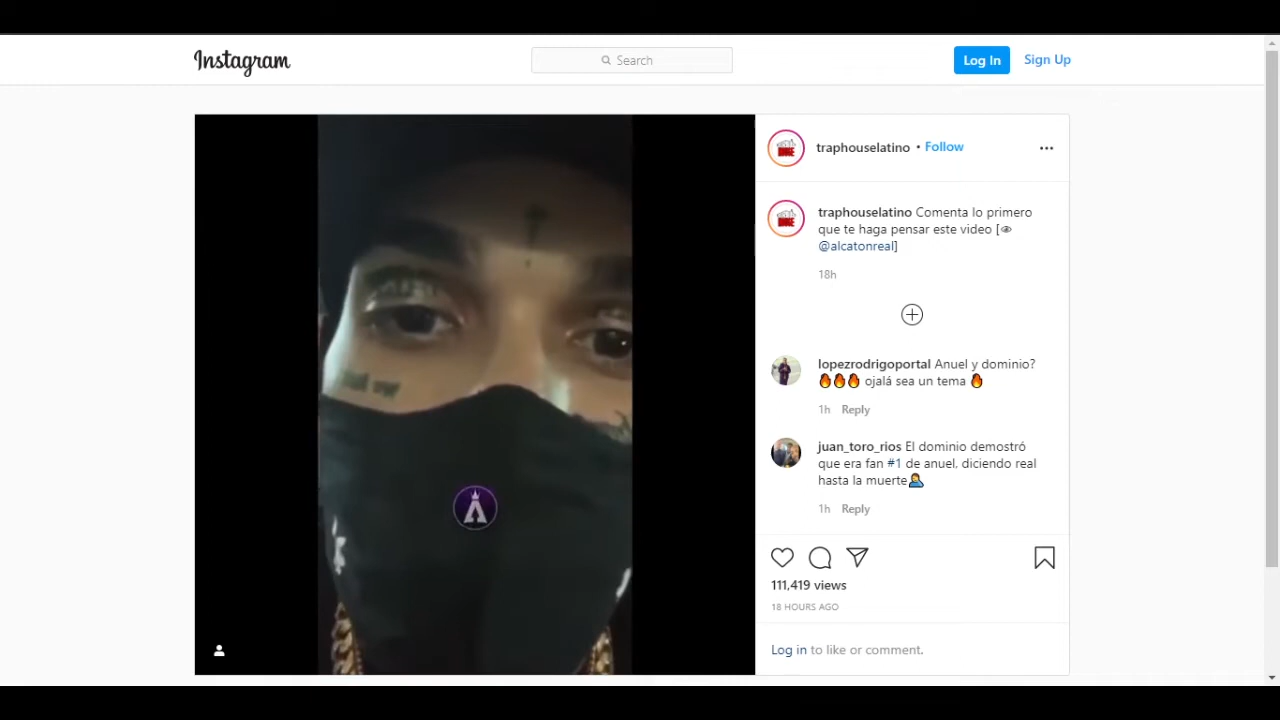 Instagram
Search
Log In
Sign Up
traphouselatino • Follow
traphouselatino Comenta lo primero
que te haga pensar este video [👁
@alcatonreal]
18h
lopezrodrigoportal Anuel y dominio?
🔥🔥🔥 ojalá sea un tema 🔥
1h Reply
juan_toro_rios El dominio demostró
que era fan #1 de anuel. diciendo real
hasta la muerte🤦‍♂️
1h Reply
111,419 views
18 HOURS AGO
Log in to like or comment.